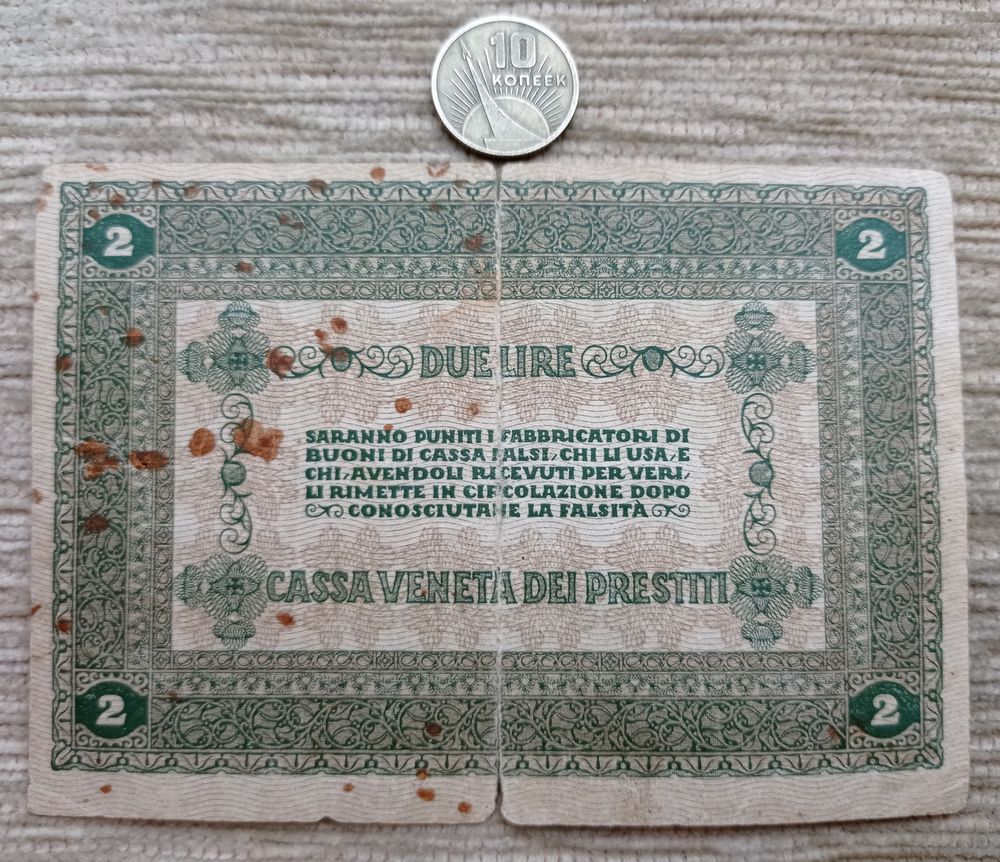 10
КОПЕЕК
2 2
DUE LIRE
SARANNO PUNITI I FABBRICATORI DI
BUONI DI CASSA FALSI, CHI LI USA, E
CHI, AVENDOLI RICEVUTI PER VERI,
LI RIMETTE IN CIRCOLAZIONE DOPO
CONOSCIUTANE LA FALSITÀ
CASSA VENETA DEI PRESTITI
2 2